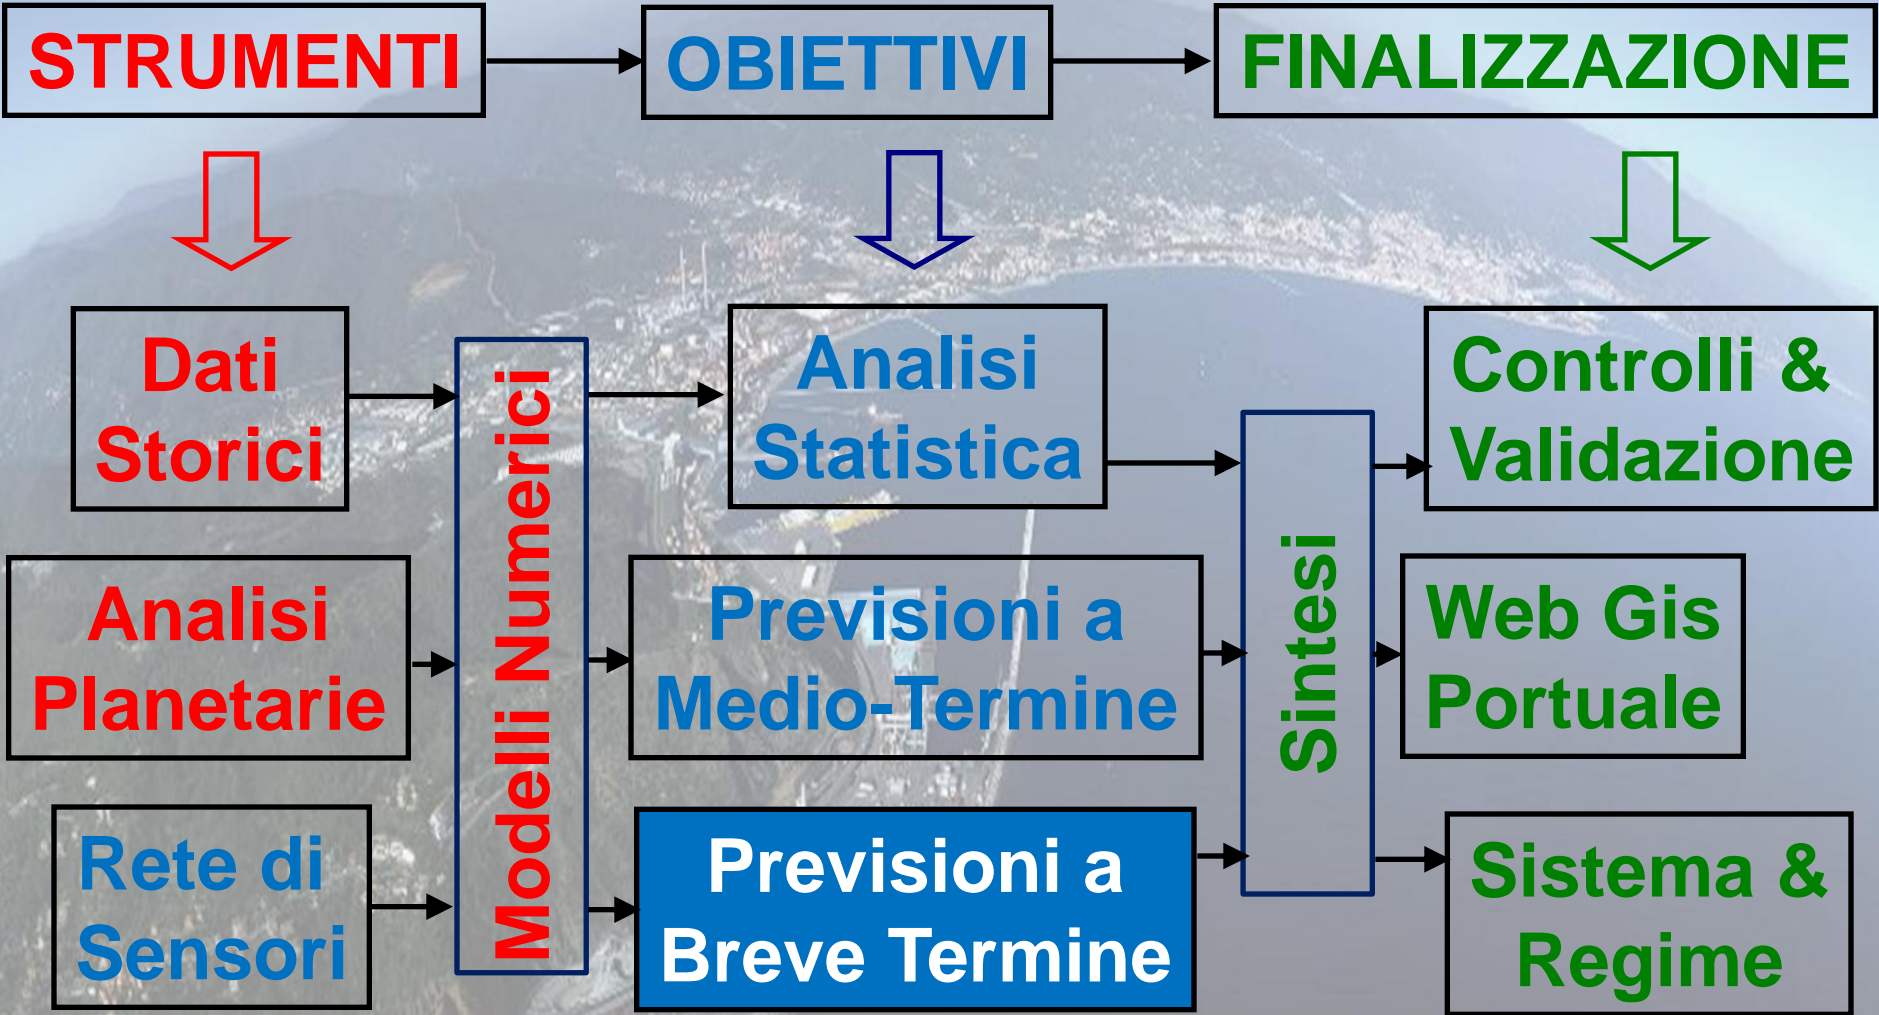 STRUMENTI
OBIETTIVI
FINALIZZAZIONE
Dati
Storici
Analisi
Planetarie
Rete di
Sensori
Modelli Numerici
Analisi
Statistica
Previsioni a
Medio-Termine
Previsioni a
Breve Termine
Sintesi
Controlli &
Validazione
Web Gis
Portuale
Sistema &
Regime